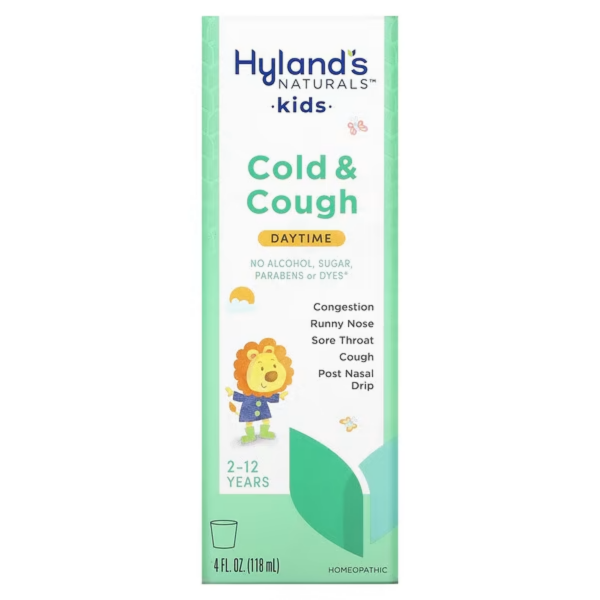 Hyland's
NATURALS™
·kids·
Cold &
Cough
DAYTIME
NO ALCOHOL, SUGAR,
PARABENS or DYES*
Congestion
Runny Nose
Sore Throat
Cough
Post Nasal
Drip
2-12
YEARS
4 FL. OZ. (118 mL)
HOMEOPATHIC